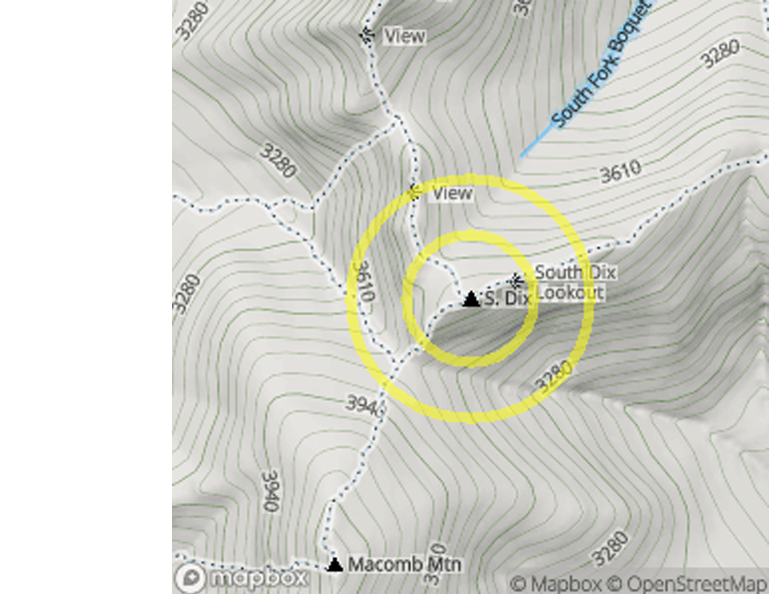 3280
View
South Fork Boquet
3280
3280
3610
View
3610
South Dix
Lookout
3280
S. Dix
3280
3940
3940
3280
Macomb Mtn
mapbox
© Mapbox © OpenStreetMap